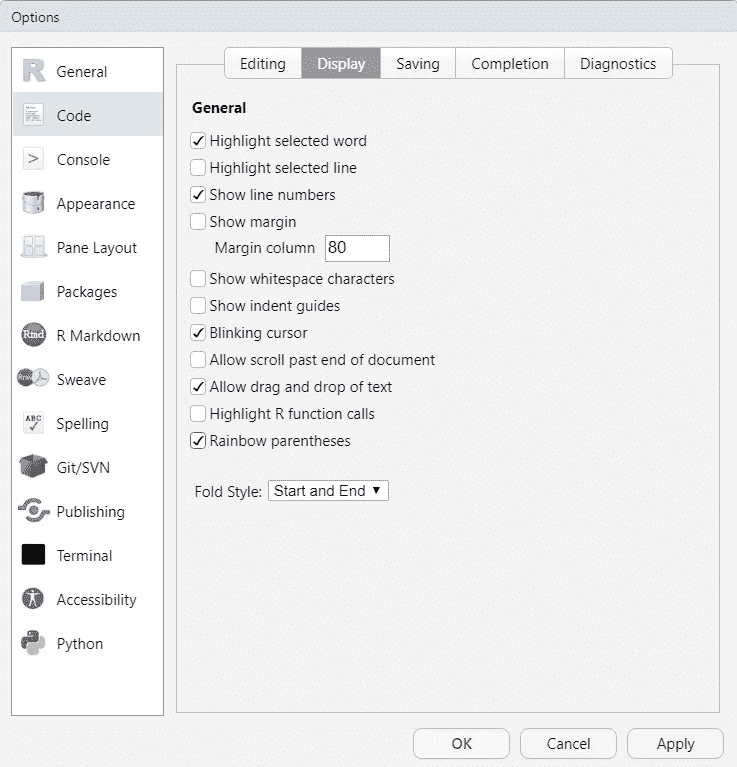 Options
General
Code
Console
Appearance
Pane Layout
Packages
R Markdown
Sweave
Spelling
Git/SVN
Publishing
Terminal
Accessibility
Python
Editing Display Saving Completion Diagnostics
General
Highlight selected word
Highlight selected line
Show line numbers
Show margin
Margin column 80
Show whitespace characters
Show indent guides
Blinking cursor
Allow scroll past end of document
Allow drag and drop of text
Highlight R function calls
Rainbow parentheses
Fold Style: Start and End
OK Cancel Apply